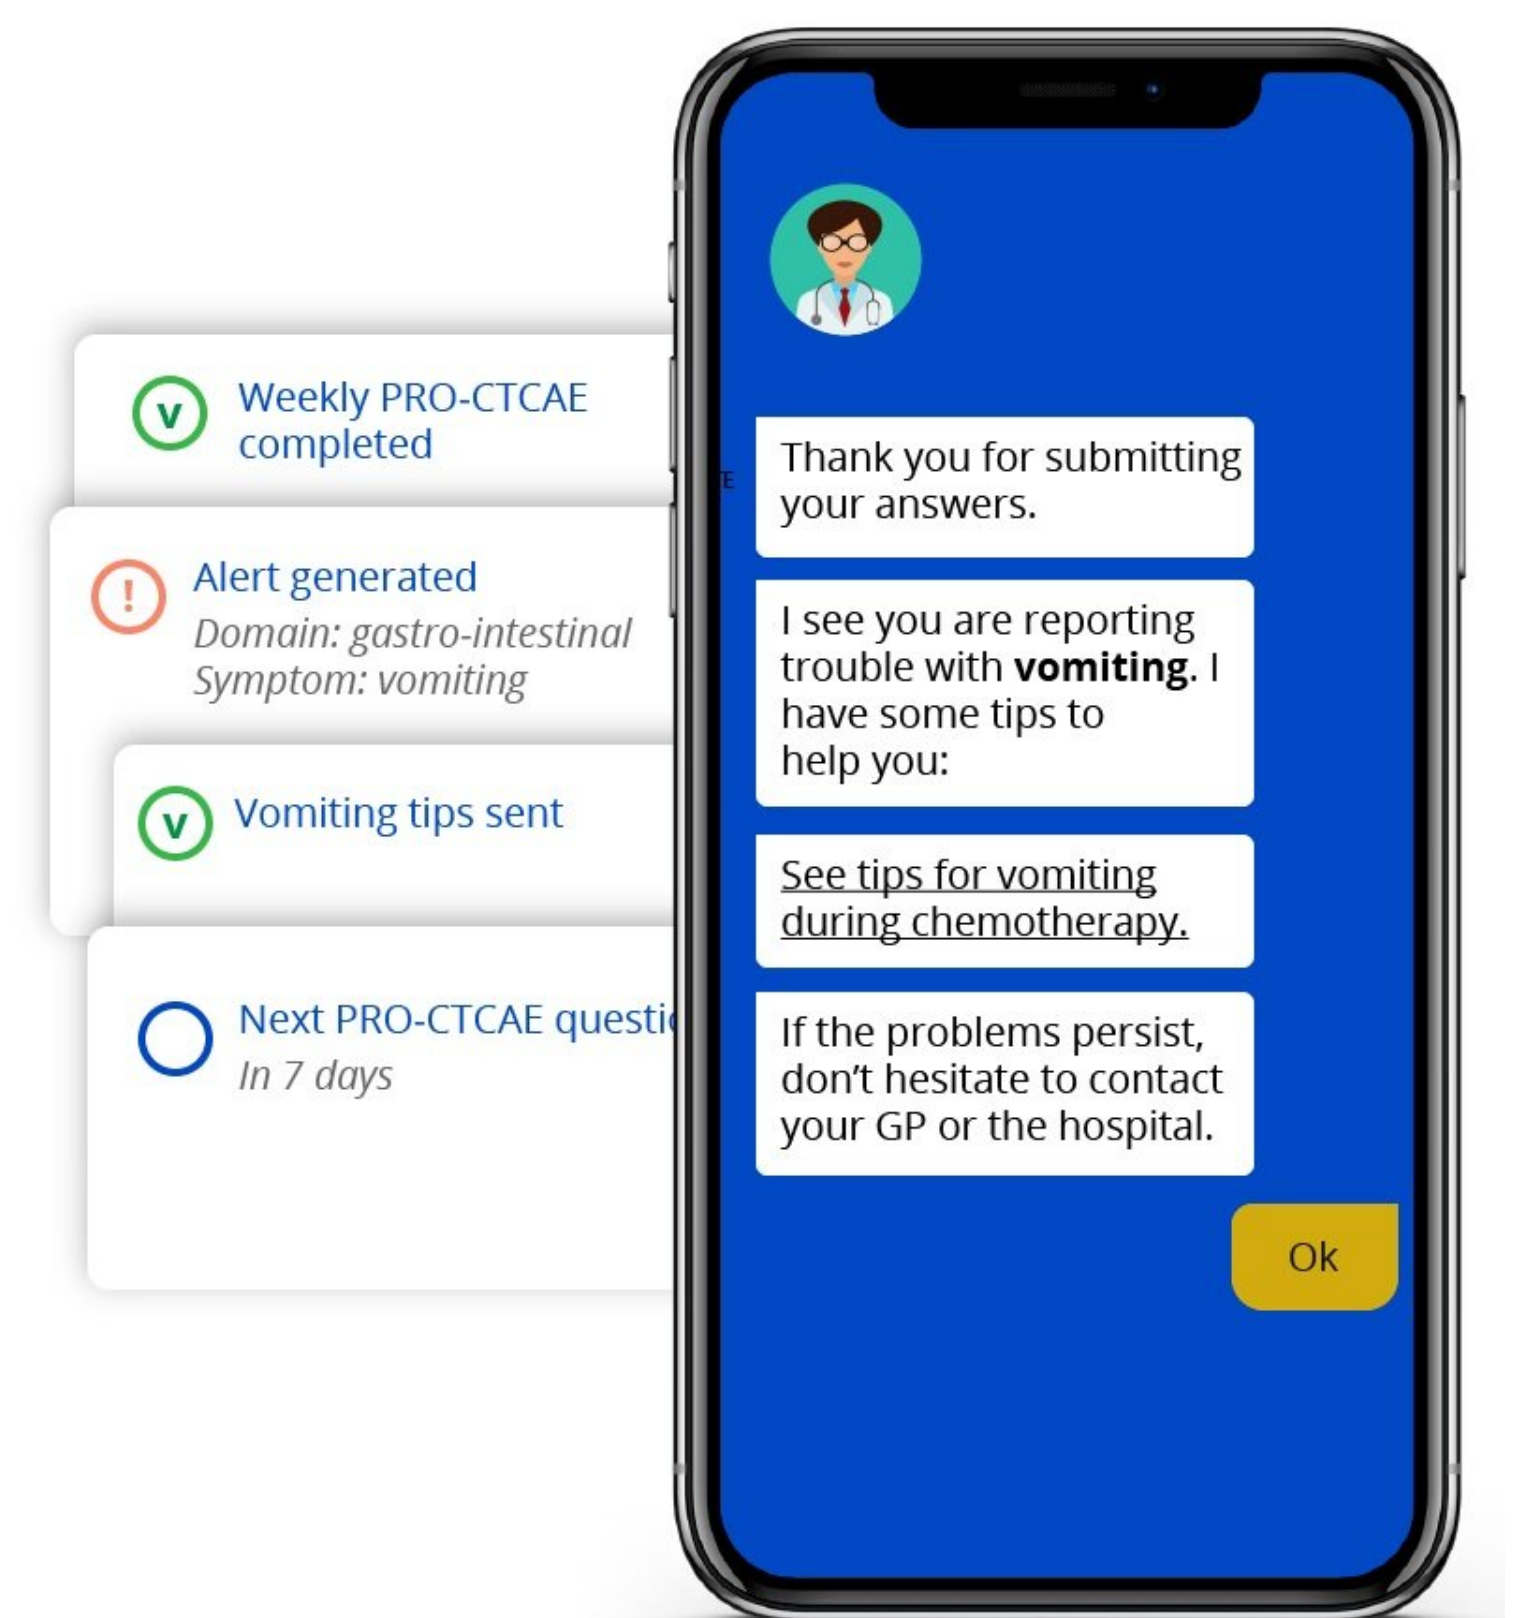 Weekly PRO-CTCAE
completed
Alert generated
Domain: gastro-intestinal
Symptom: vomiting
Vomiting tips sent
Next PRO-CTCAE
In 7 days
Thank you for submitting
your answers.
I see you are reporting
trouble with vomiting. I
have some tips to
help you:
See tips for vomiting
during chemotherapy.
If the problems persist,
don’t hesitate to contact
your GP or the hospital.
Ok